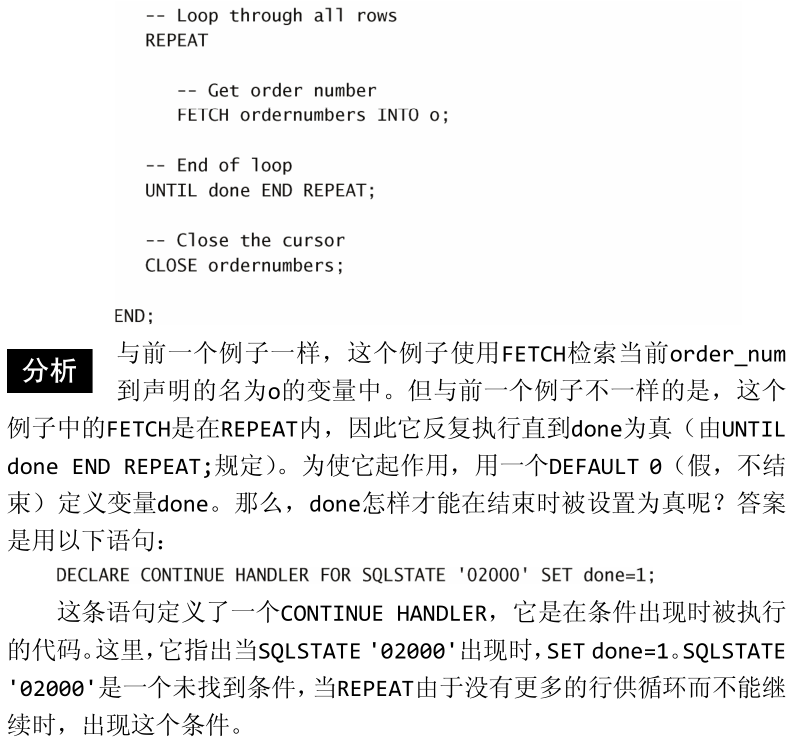 -- Loop through all rows
REPEAT
-- Get order number
FETCH ordernumbers INTO o;
-- End of loop
UNTIL done END REPEAT;
-- Close the cursor
CLOSE ordernumbers;
END;
分析
与前一个例子一样，这个例子使用FETCH检索当前order_num
到声明的名为o的变量中。但与前一个例子不一样的是，这个
例子中的FETCH是在REPEAT内，因此它反复执行直到done为真（由UNTIL
done END REPEAT;规定）。为使它起作用，用一个DEFAULT 0（假，不结
束）定义变量done。那么，done怎样才能在结束时被设置为真呢？答案
是用以下语句：
DECLARE CONTINUE HANDLER FOR SQLSTATE '02000' SET done=1;
这条语句定义了一个CONTINUE HANDLER，它是在条件出现时被执行
的代码。这里，它指出当SQLSTATE '02000'出现时，SET done=1。SQLSTATE
'02000'是一个未找到条件，当REPEAT由于没有更多的行供循环而不能继
续时，出现这个条件。